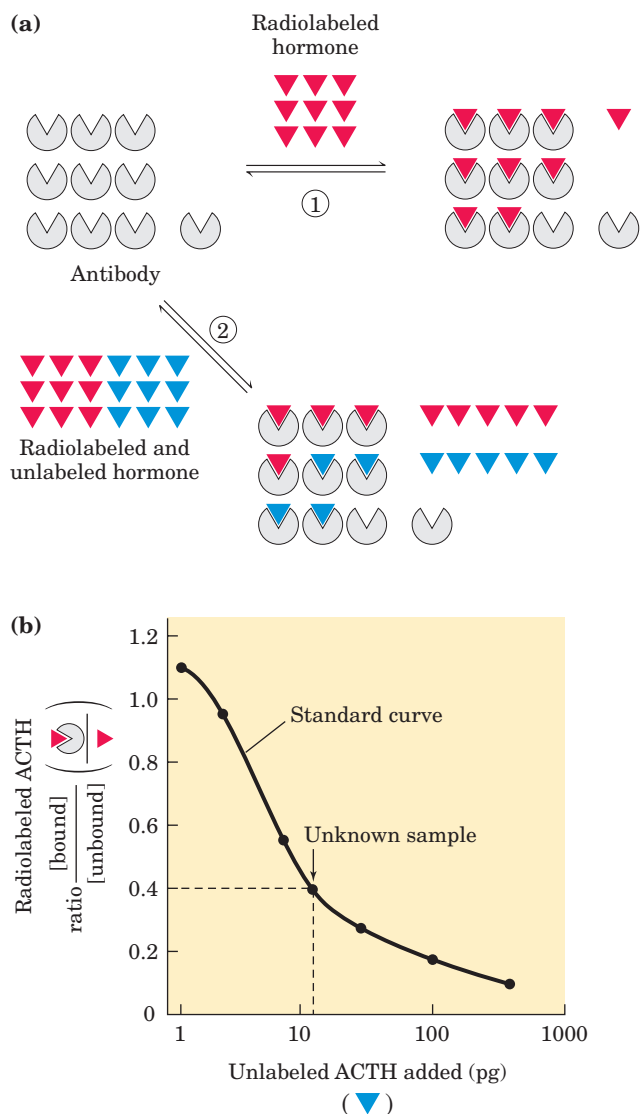 (a)
Radiolabeled
hormone
1
Antibody
2
Radiolabeled and
unlabeled hormone
(b)
Radiolabeled ACTH
ratio [bound]
[unbound]
1.2
1.0
0.8
0.6
0.4
0.2
0
Standard curve
Unknown sample
1 10 100 1000
Unlabeled ACTH added (pg)
( )